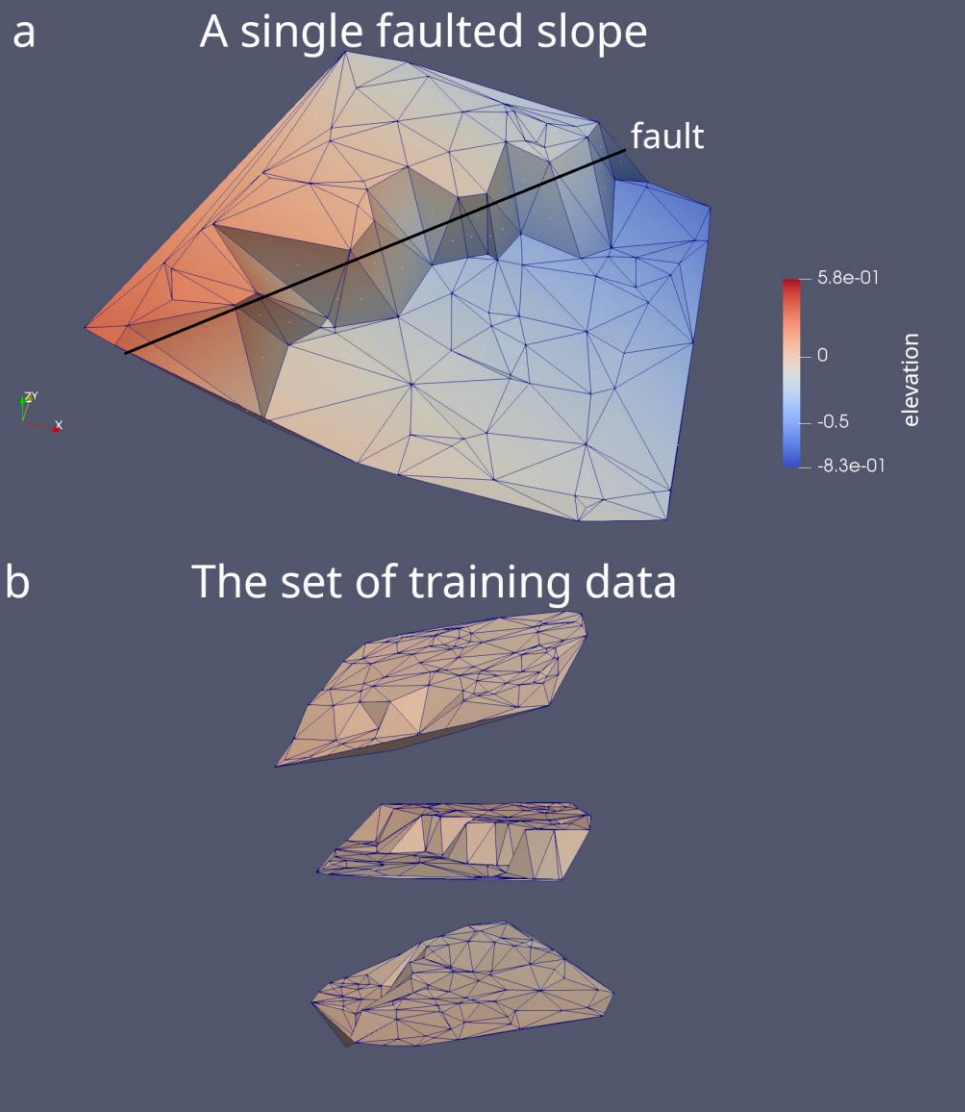 a
A single faulted slope
fault
5.8e-01
0
-0.5
-8.3e-01
elevation
ZY
X
b
The set of training data